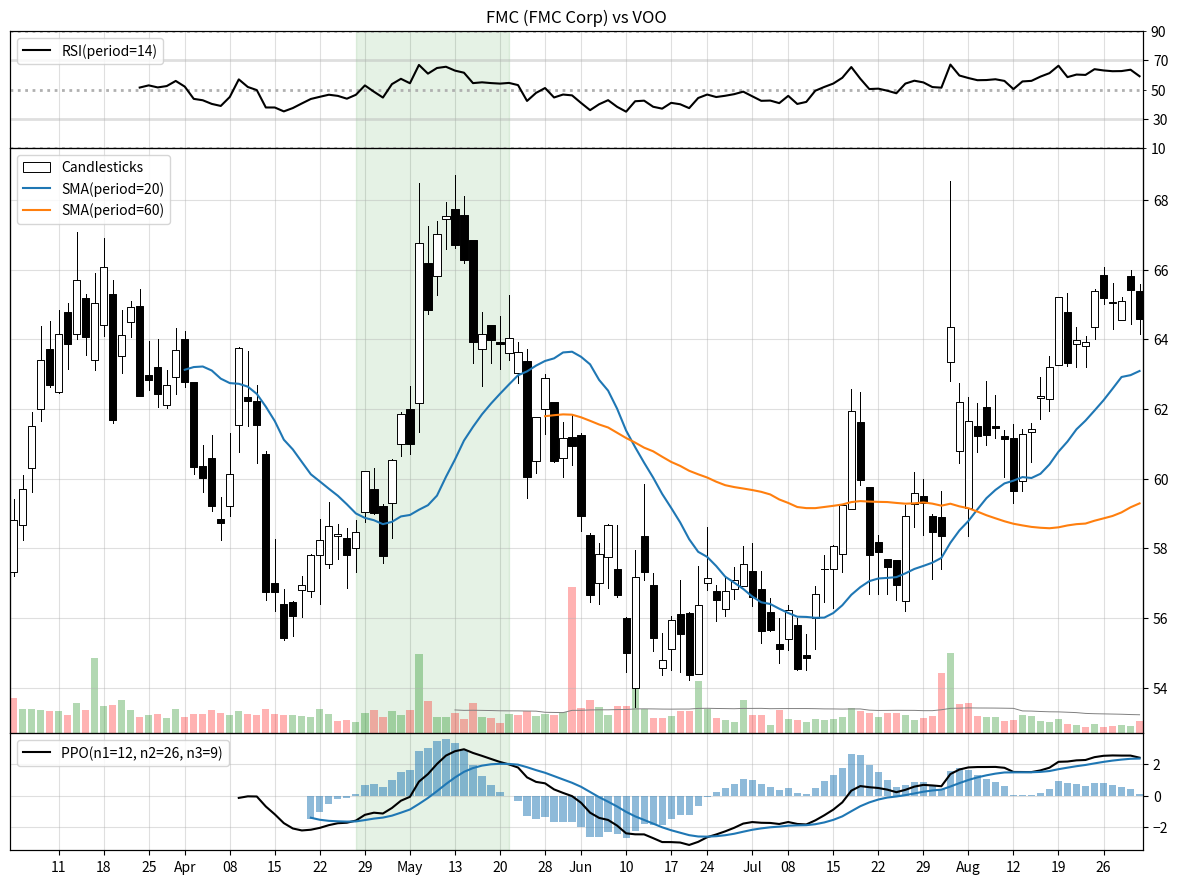 FMC (FMC Corp) vs VOO
RSI(period=14)
90
70
50
30
10
Candlesticks
SMA(period=20)
SMA(period=60)
68
66
64
62
60
58
56
54
PPO(n1=12, n2=26, n3=9)
2
0
−2
11 18 25 Apr 08 15 22 29 May 13 20 28 Jun 10 17 24 Jul 08 15 22 29 Aug 12 19 26